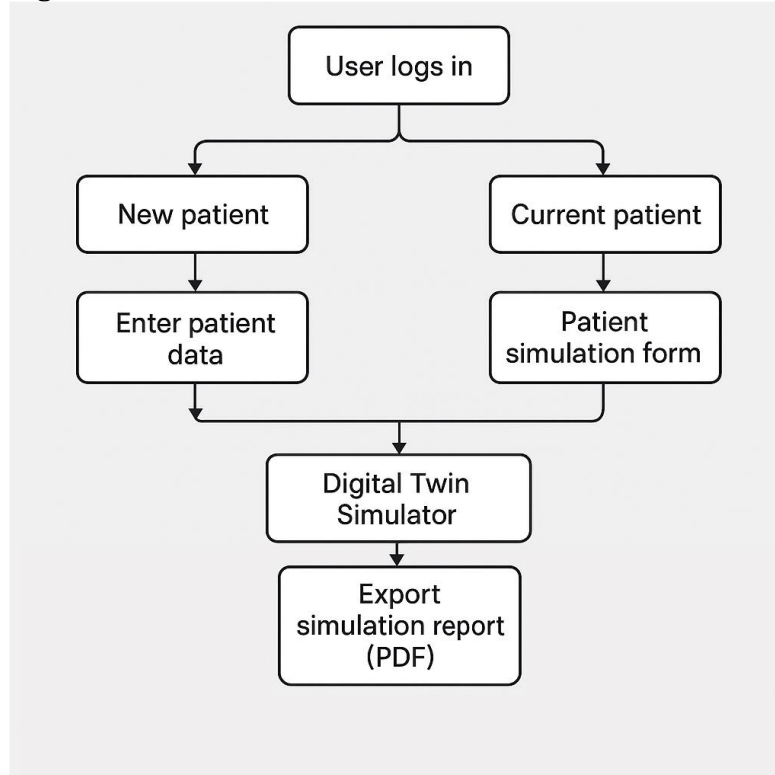 User logs in
New patient
Current patient
Enter patient
data
Patient
simulation form
Digital Twin
Simulator
Export
simulation report
(PDF)